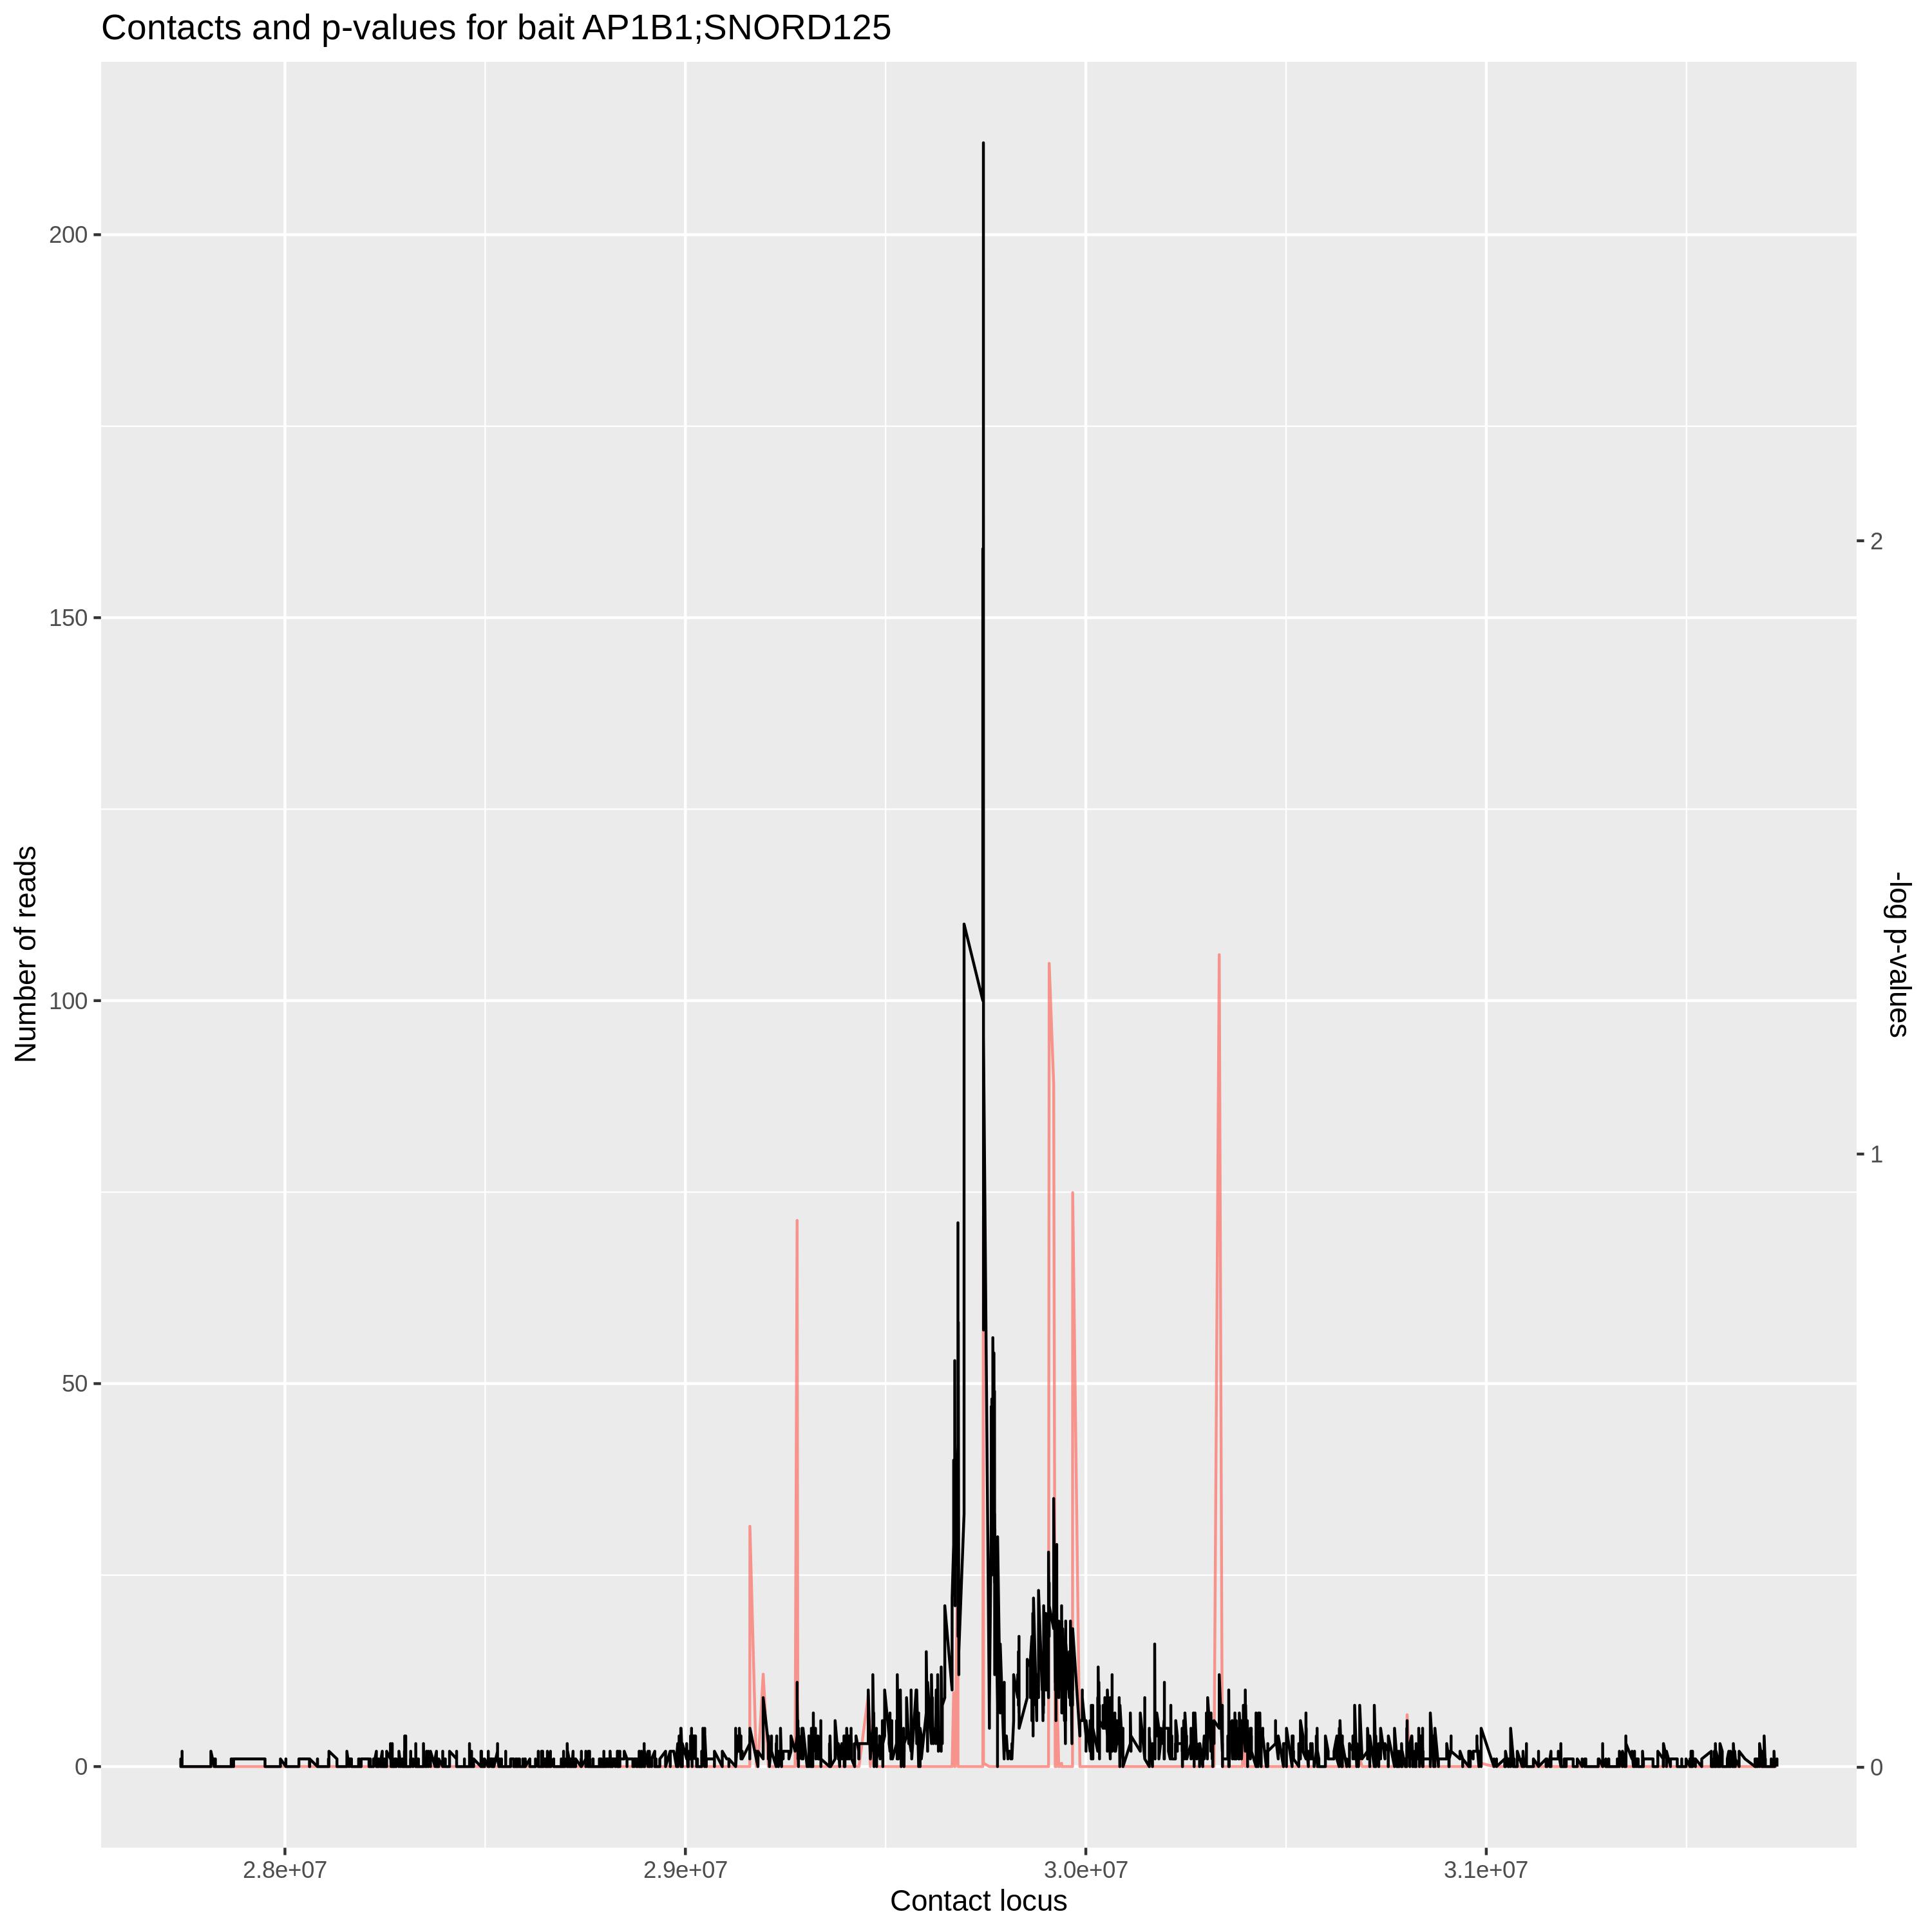 Contacts and p-values for bait AP1B1;SNORD125
200
150
100
50
0
Number of reads
2
1
0
-log p-values
2.8e+07
2.9e+07
3.0e+07
3.1e+07
Contact locus